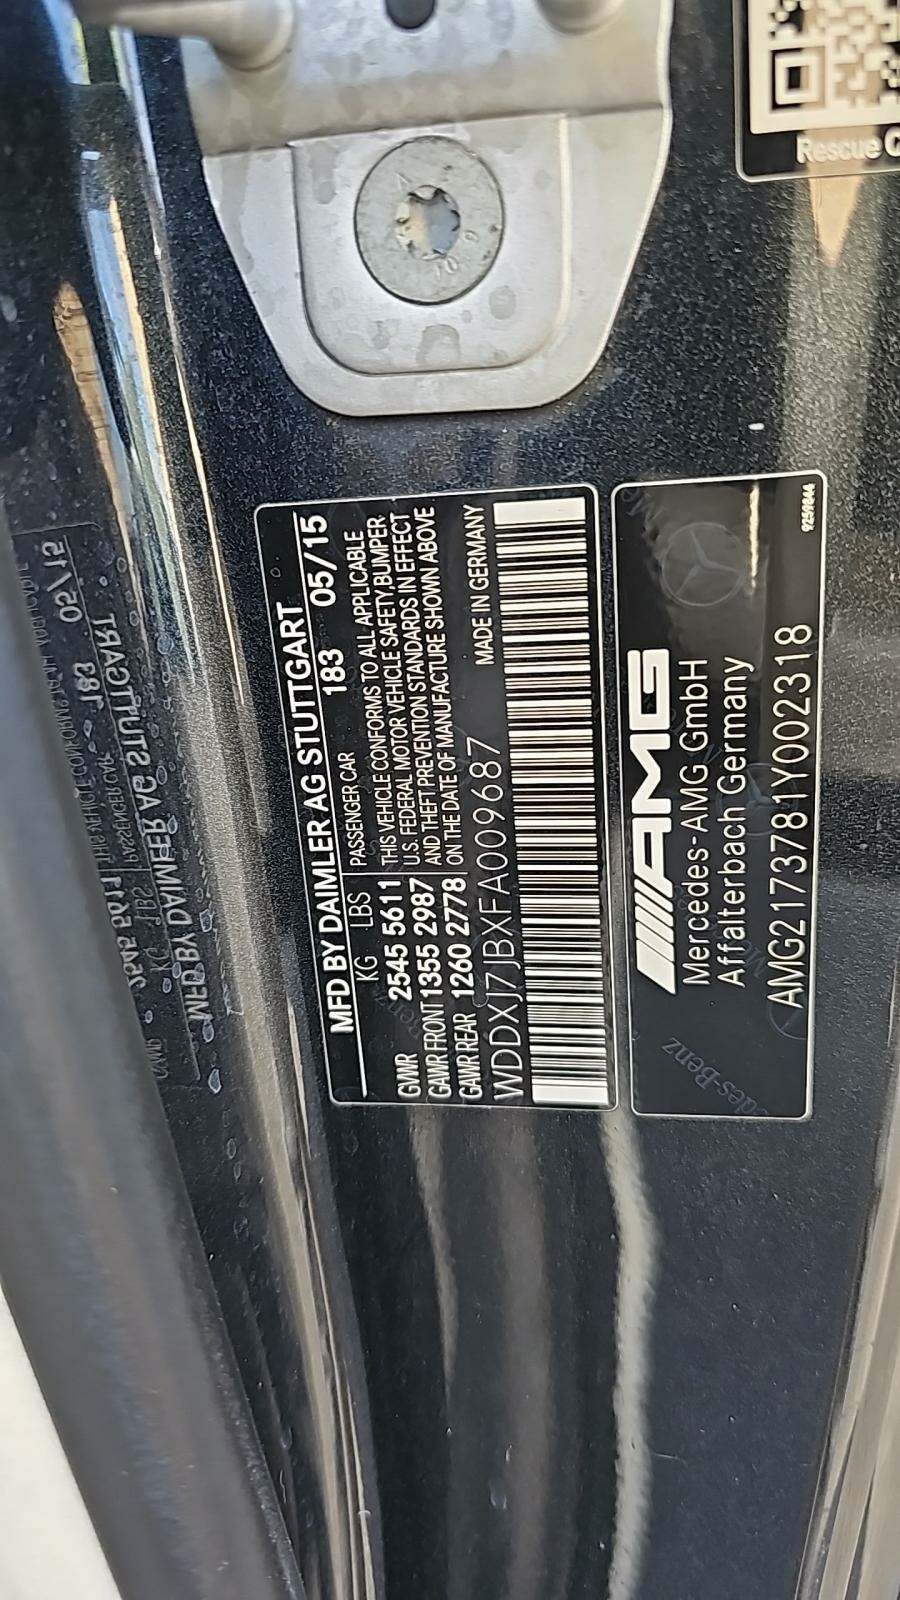 MFD BY DAIMLER AG STUTTGART
KG LBS PASSENGER CAR 183 05/15
GVWR 2545 5611 THIS VEHICLE CONFORMS TO ALL APPLICABLE
GAWR FRONT 1355 2987 U.S. FEDERAL MOTOR VEHICLE SAFETY, BUMPER
GAWR REAR 1260 2778 AND THEFT PREVENTION STANDARDS IN EFFECT
ON THE DATE OF MANUFACTURE SHOWN ABOVE
WDDXJ7JBXFA009687 MADE IN GERMANY
AMG
Mercedes-AMG GmbH
Affalterbach Germany
AMG2173781Y002318
9259844
Rescue